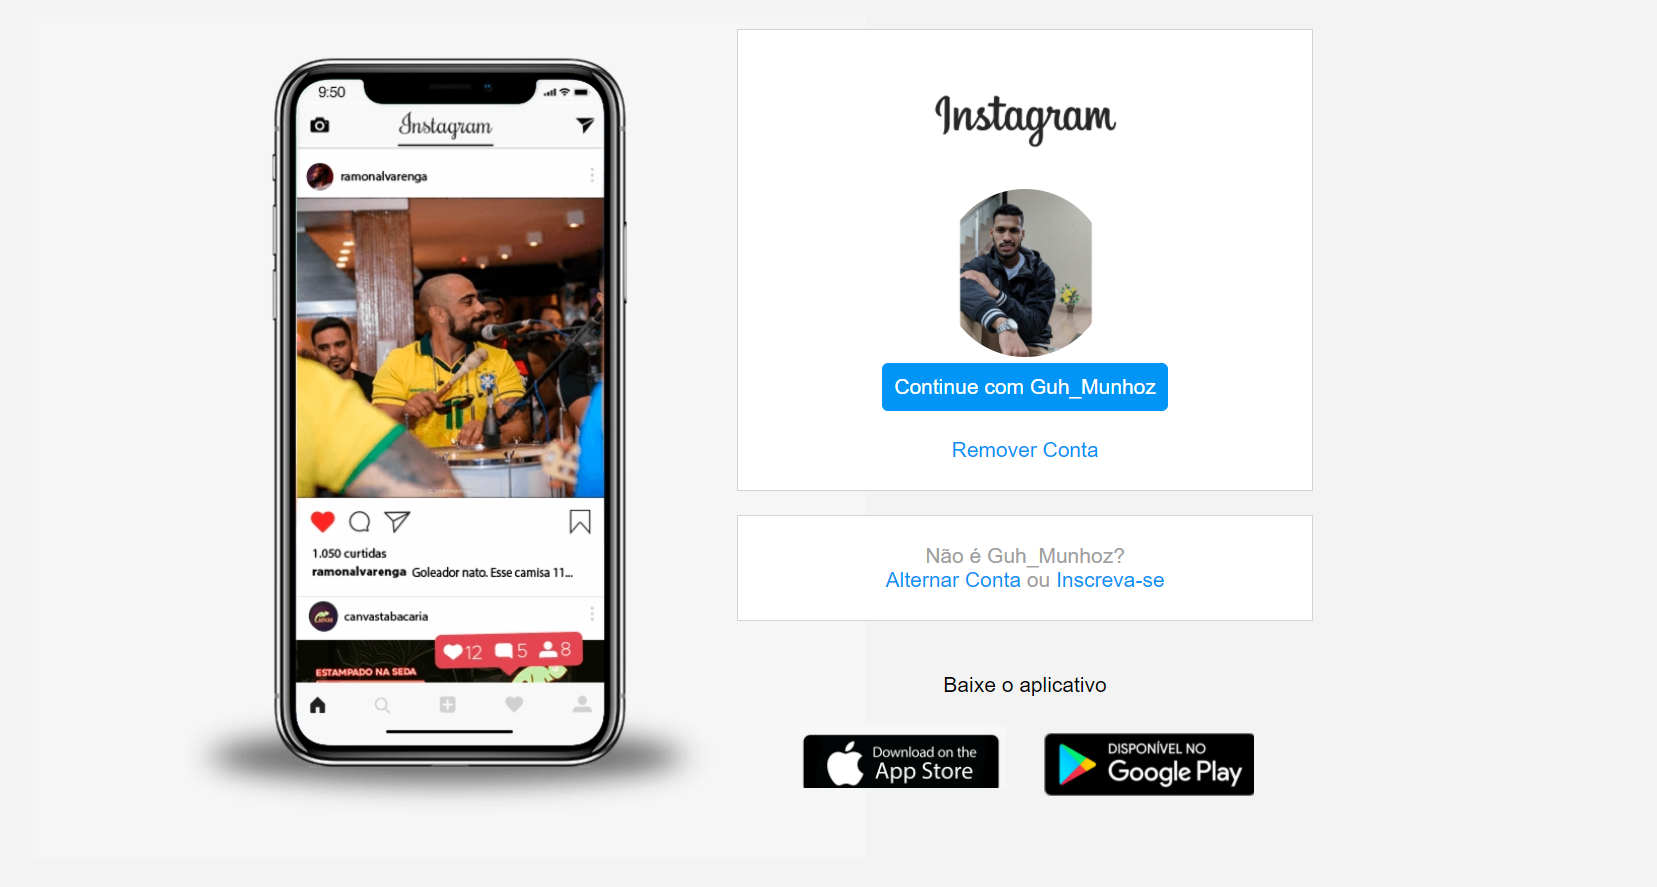 9:50
Instagram
ramonalvarenga
1.050 curtidas
ramonalvarenga Goleador nato. Esse camisa 11...
canvastabacaria
12 5 8
ESTAMPADO NA SEDA
Instagram
Continue com Guh_Munhoz
Remover Conta
Não é Guh_Munhoz?
Alternar Conta ou Inscreva-se
Baixe o aplicativo
Download on the
App Store
DISPONÍVEL NO
Google Play